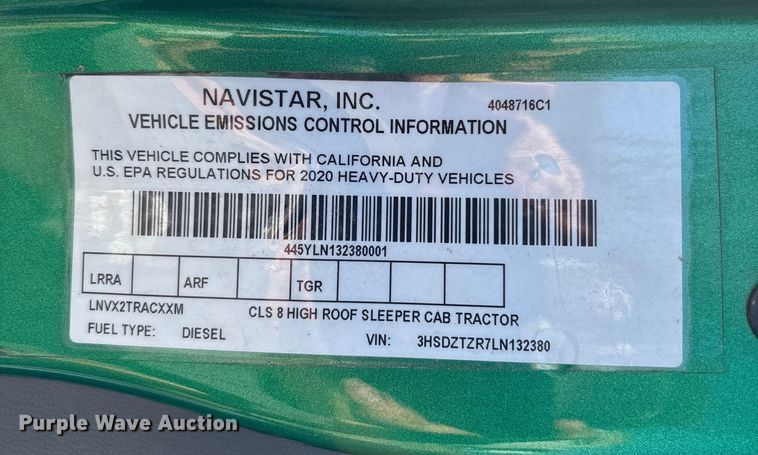 NAVISTAR, INC. 4048716C1
VEHICLE EMISSIONS CONTROL INFORMATION
THIS VEHICLE COMPLIES WITH CALIFORNIA AND
U.S. EPA REGULATIONS FOR 2020 HEAVY-DUTY VEHICLES
445YLN132380001
LRRA ARF TGR
LNVX2TRACXXM CLS 8 HIGH ROOF SLEEPER CAB TRACTOR
FUEL TYPE: DIESEL VIN: 3HSDZTZR7LN132380
Purple Wave Auction